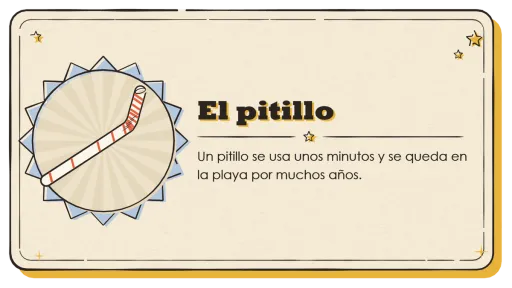 El pitillo
Un pitillo se usa unos minutos y se queda en
la playa por muchos años.